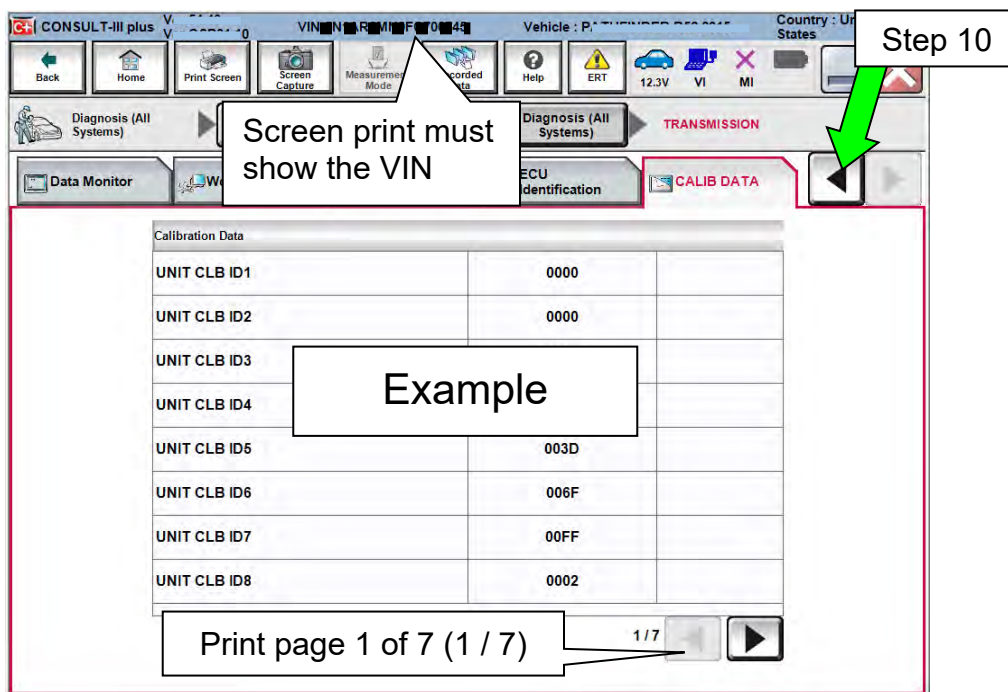 CONSULT-III plus
VIN
Vehicle :
Country :
States
Step 10
Back
Home
Print Screen
Screen Capture
Measurement Mode
Help
ERT
12.3V
VI
MI
Diagnosis (All Systems)
Diagnosis (All Systems)
TRANSMISSION
Screen print must
show the VIN
Data Monitor
ECU Identification
CALIB DATA
Calibration Data
UNIT CLB ID1 0000
UNIT CLB ID2 0000
UNIT CLB ID3
UNIT CLB ID4
Example
UNIT CLB ID5 003D
UNIT CLB ID6 006F
UNIT CLB ID7 00FF
UNIT CLB ID8 0002
Print page 1 of 7 (1 / 7)
1/7